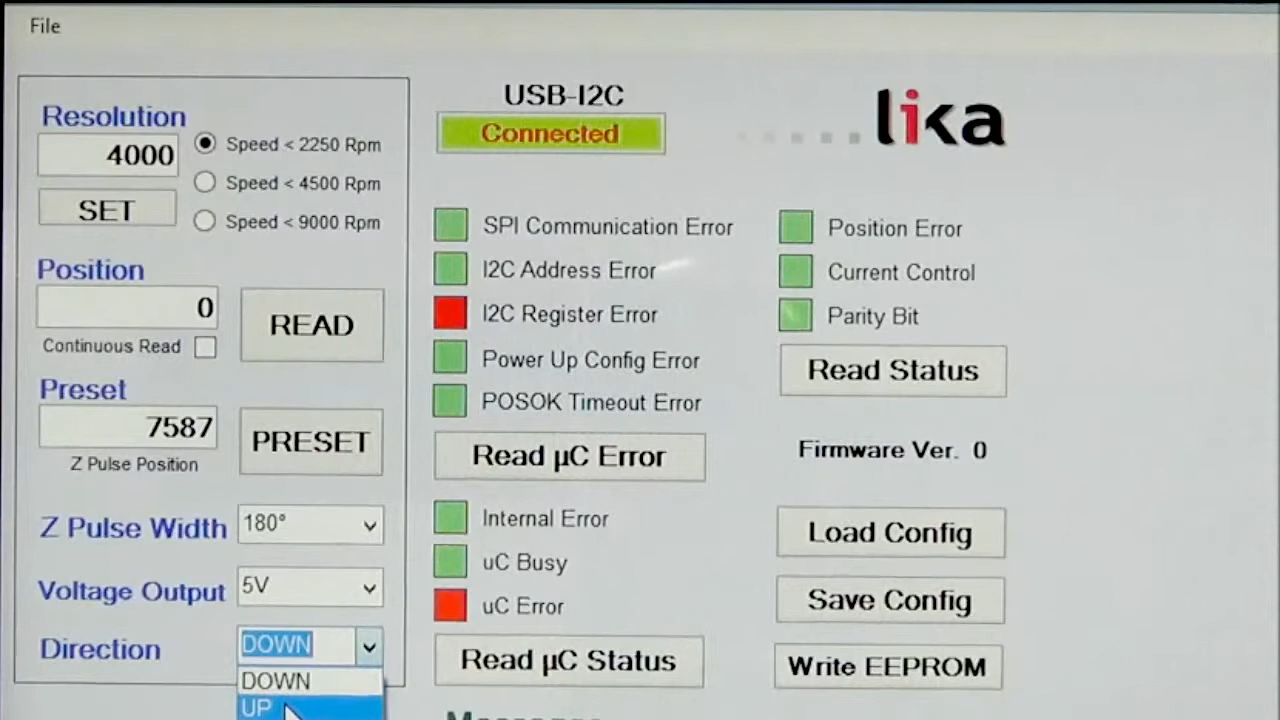 File
Resolution
4000
SET
Speed < 2250 Rpm
Speed < 4500 Rpm
Speed < 9000 Rpm
Position
0
Continuous Read
READ
Preset
7587
Z Pulse Position
PRESET
Z Pulse Width
180°
Voltage Output
5V
Direction
DOWN
DOWN
UP
USB-I2C
Connected
lika
SPI Communication Error
I2C Address Error
I2C Register Error
Power Up Config Error
POSOK Timeout Error
Read µC Error
Internal Error
uC Busy
uC Error
Read µC Status
Position Error
Current Control
Parity Bit
Read Status
Firmware Ver. 0
Load Config
Save Config
Write EEPROM